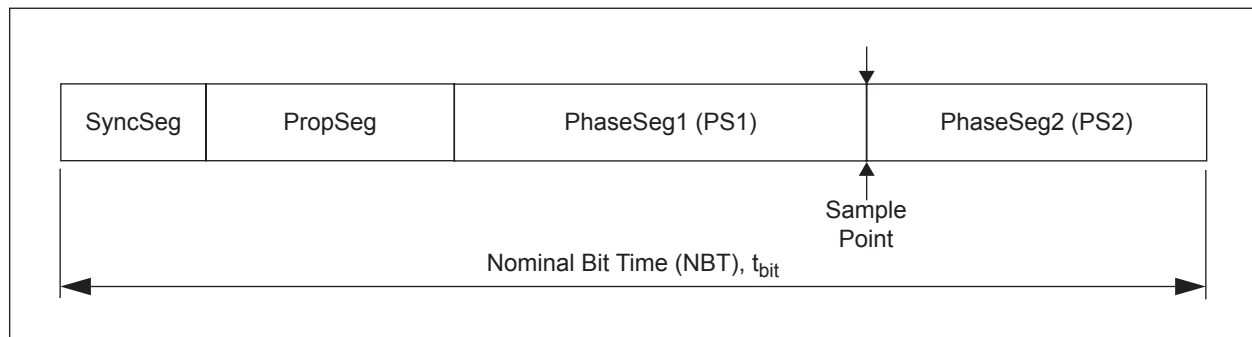 SyncSeg PropSeg PhaseSeg1 (PS1) PhaseSeg2 (PS2)
Sample
Point
Nominal Bit Time (NBT), tbit